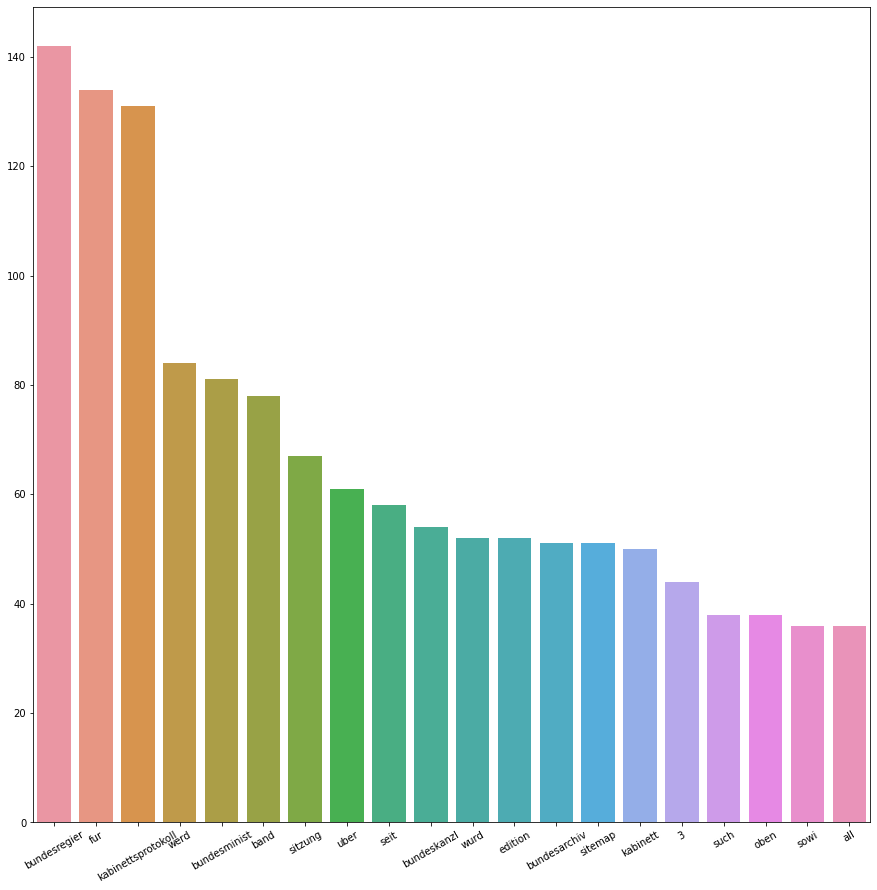 140
120
100
80
60
40
20
0
bundesregier
fur
kabinettsprotokoll
werd
bundesminist
band
sitzung
uber
seit
bundeskanzl
wurd
edition
bundesarchiv
sitemap
kabinett
3
such
oben
sowi
all